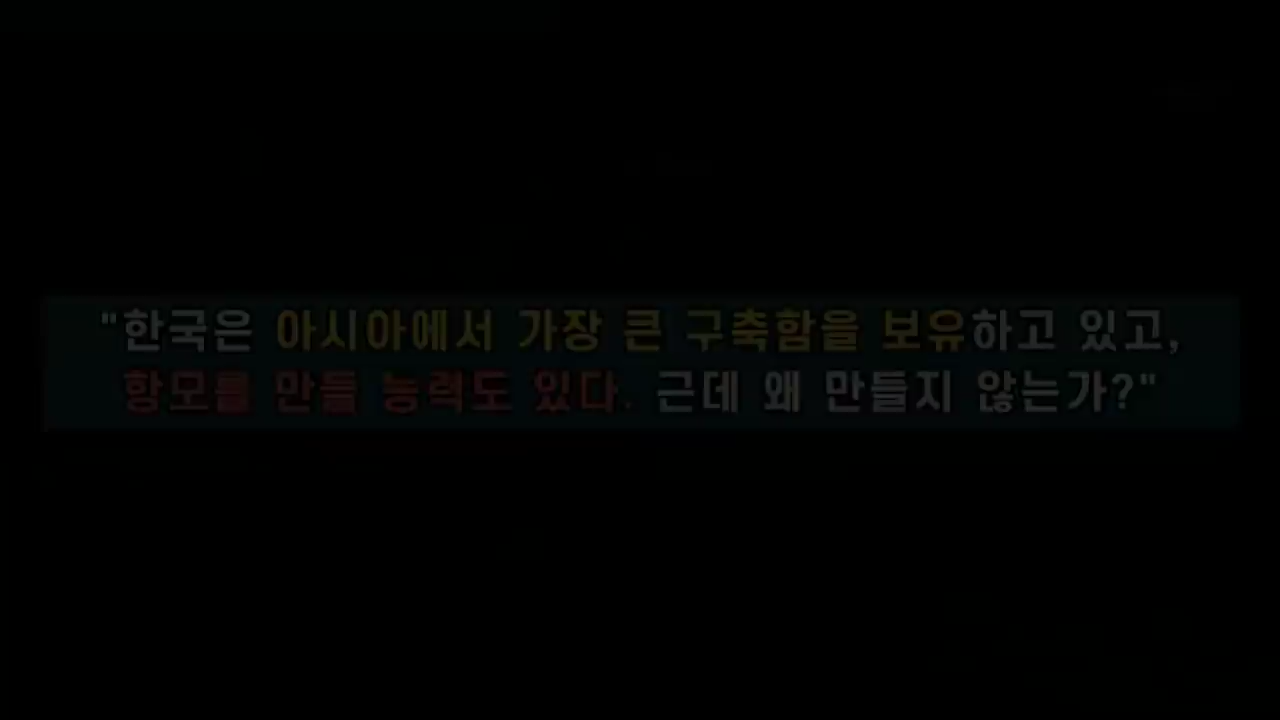 "한국은 아시아에서 가장 큰 구축함을 보유하고 있고,
항모를 만들 능력도 있다. 근데 왜 만들지 않는가?"